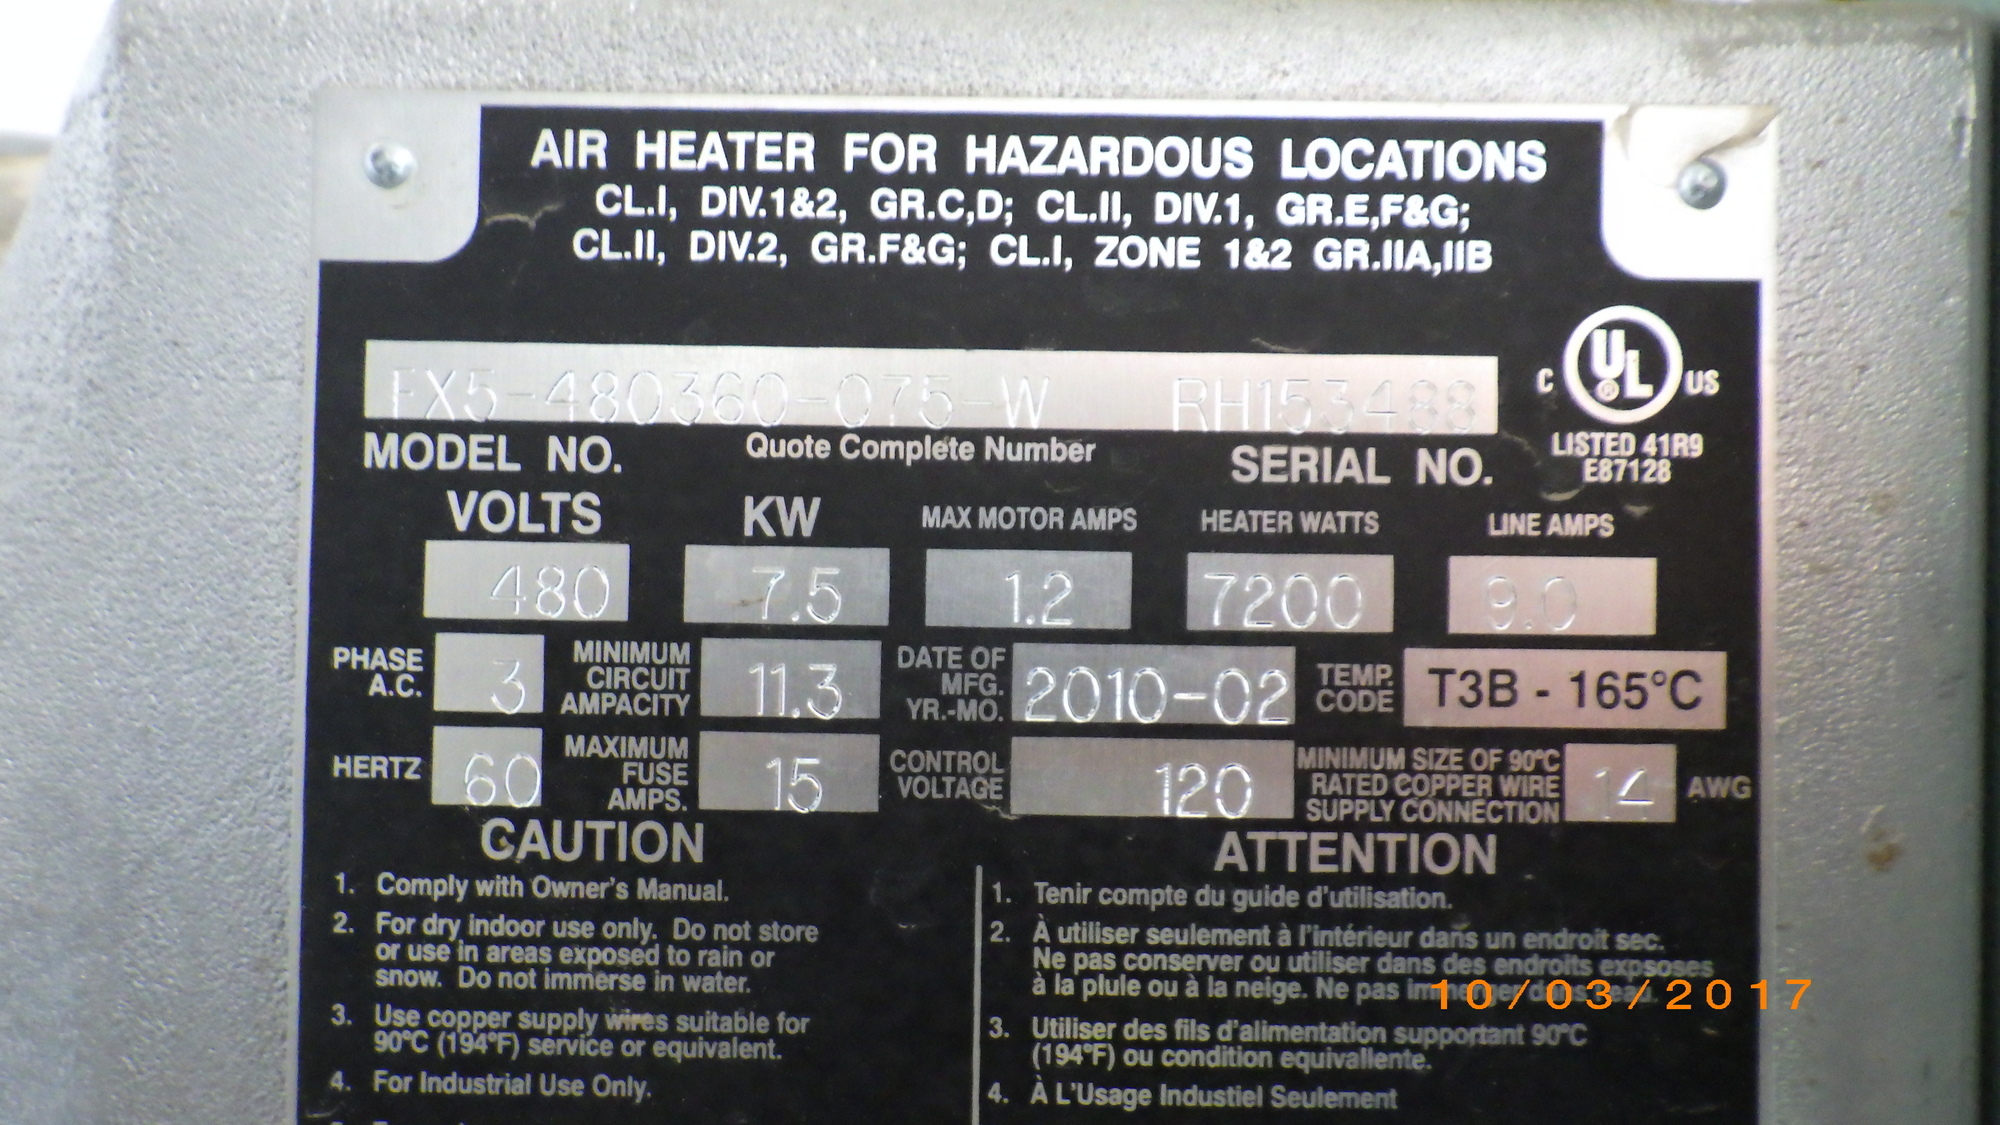 AIR HEATER FOR HAZARDOUS LOCATIONS
CL.I, DIV.1&2, GR.C,D; CL.II, DIV.1, GR.E,F&G;
CL.II, DIV.2, GR.F&G; CL.I, ZONE 1&2 GR.IIA,IIB
FX5-480360-075-W RH153488
MODEL NO. Quote Complete Number SERIAL NO.
C UL ® US
LISTED 41R9
E87128
VOLTS KW MAX MOTOR AMPS HEATER WATTS LINE AMPS
480 7.5 1.2 7200 9.0
PHASE A.C. 3
MINIMUM CIRCUIT AMPACITY 11.3
DATE OF MFG. YR.-MO. 2010-02
TEMP. CODE T3B - 165°C
HERTZ 60
MAXIMUM FUSE AMPS. 15
CONTROL VOLTAGE 120
MINIMUM SIZE OF 90°C RATED COPPER WIRE SUPPLY CONNECTION 14 AWG
CAUTION
1. Comply with Owner's Manual.
2. For dry indoor use only. Do not store
or use in areas exposed to rain or
snow. Do not immerse in water.
3. Use copper supply wires suitable for
90°C (194°F) service or equivalent.
4. For Industrial Use Only.
ATTENTION
1. Tenir compte du guide d'utilisation.
2. À utiliser seulement à l'intérieur dans un endroit sec.
Ne pas conserver ou utiliser dans des endroits expsoses
à la pluie ou à la neige. Ne pas immerger dans l'eau.
3. Utiliser des fils d'alimentation supportant 90°C
(194°F) ou condition equivallente.
4. À L'Usage Industiel Seulement
10/03/2017